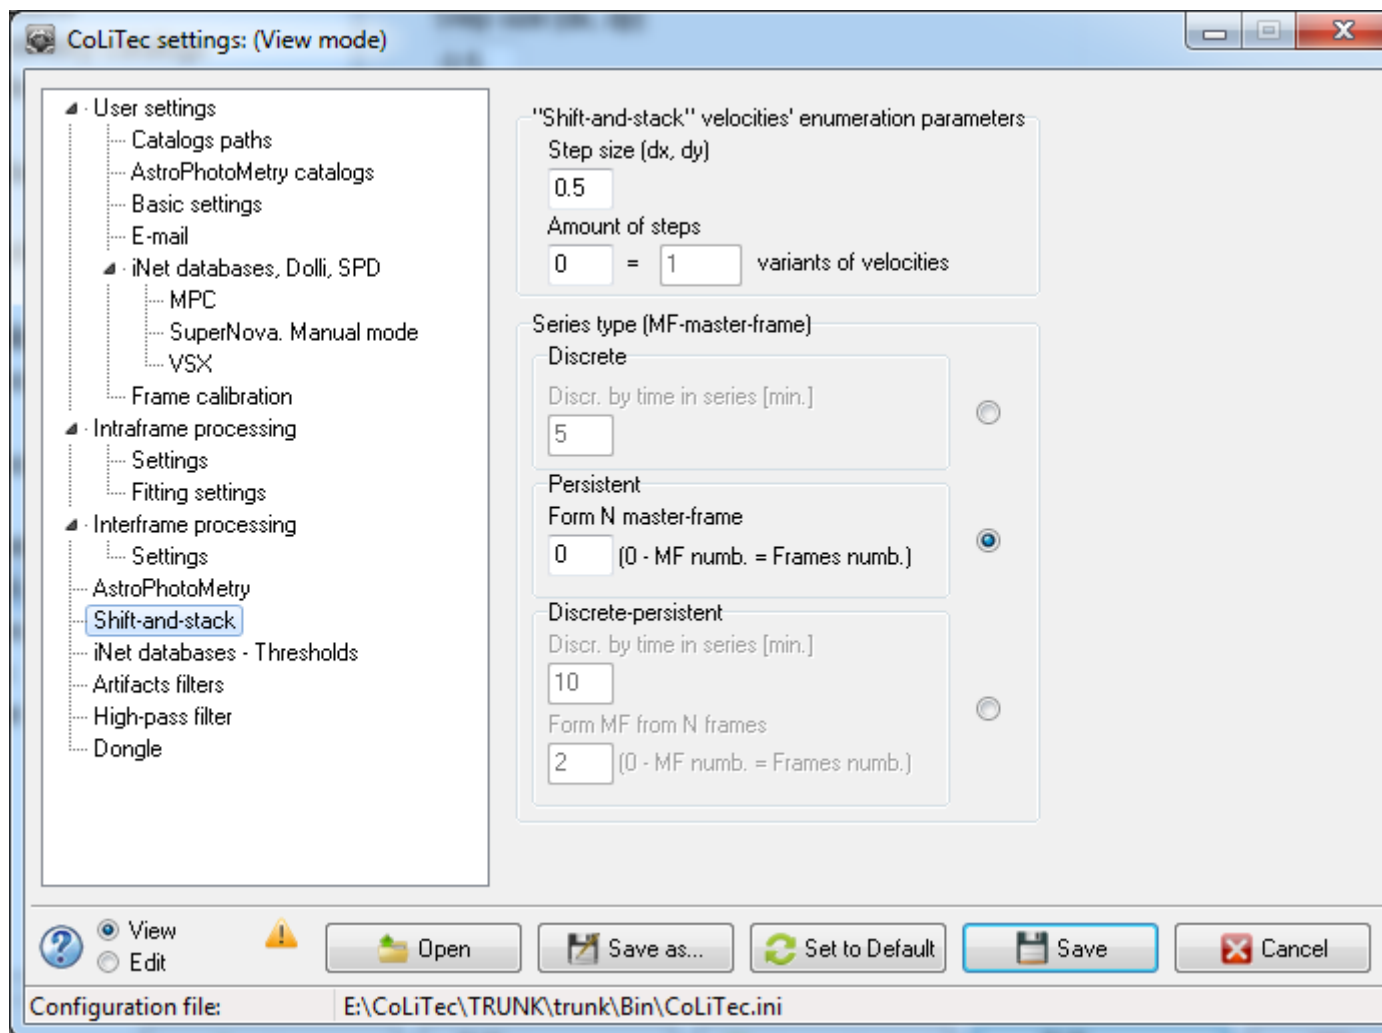 CoLiTec settings: (View mode)
User settings
Catalogs paths
AstroPhotoMetry catalogs
Basic settings
E-mail
iNet databases, Dolli, SPD
MPC
SuperNova. Manual mode
VSX
Frame calibration
Intraframe processing
Settings
Fitting settings
Interframe processing
Settings
AstroPhotoMetry
Shift-and-stack
iNet databases - Thresholds
Artifacts filters
High-pass filter
Dongle
"Shift-and-stack" velocities' enumeration parameters
Step size (dx, dy)
0.5
Amount of steps
0 = 1 variants of velocities
Series type (MF-master-frame)
Discrete
Discr. by time in series [min.]
5
Persistent
Form N master-frame
0 (0 - MF numb. = Frames numb.)
Discrete-persistent
Discr. by time in series [min.]
10
Form MF from N frames
2 (0 - MF numb. = Frames numb.)
View
Edit
Open
Save as...
Set to Default
Save
Cancel
Configuration file: E:\CoLiTec\TRUNK\trunk\Bin\CoLiTec.ini